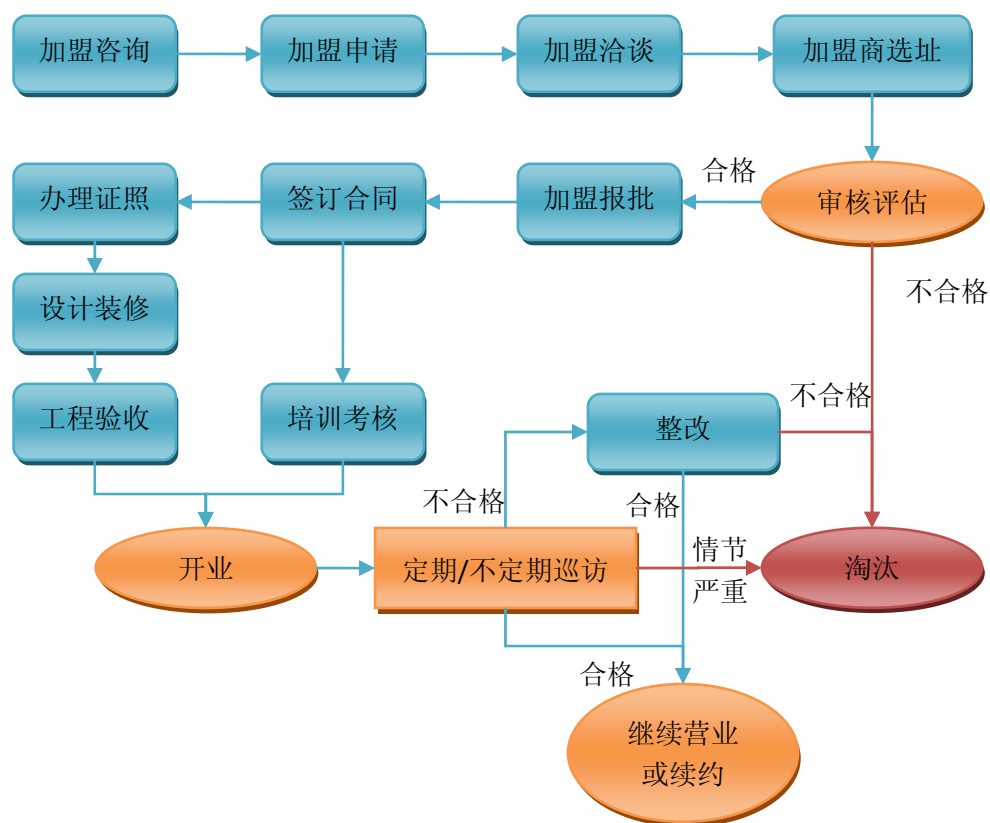 加盟咨询
加盟申请
加盟洽谈
加盟商选址
合格
办理证照
签订合同
加盟报批
审核评估
不合格
设计装修
不合格
工程验收
培训考核
整改
不合格
合格
情节
严重
开业
定期/不定期巡访
淘汰
合格
继续营业
或续约